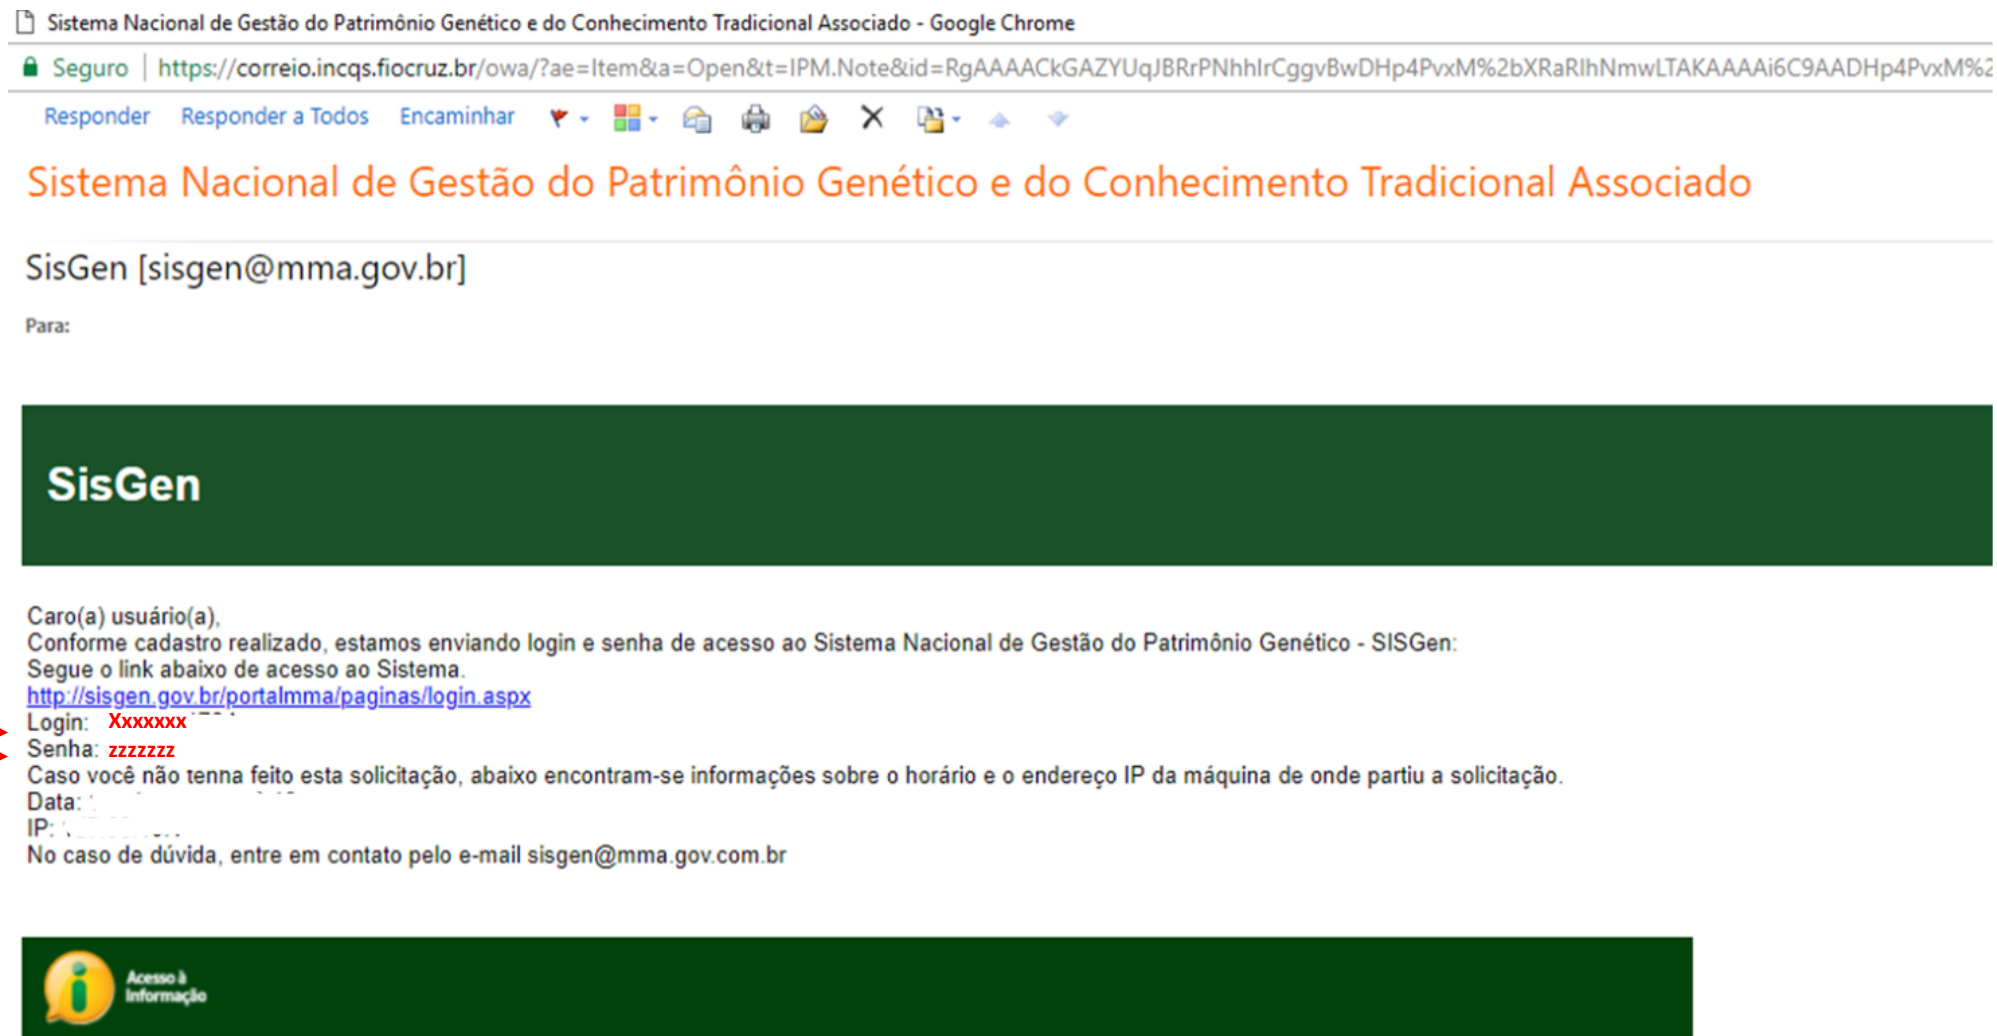 Sistema Nacional de Gestão do Patrimônio Genético e do Conhecimento Tradicional Associado - Google Chrome
Seguro | https://correio.incqs.fiocruz.br/owa/?ae=Item&a=Open&t=IPM.Note&id=RgAAAACkGAZYUqJBRrPNhhIrCggvBwDHp4PvxM%2bXRaRIhNmwLTAKAAAAi6C9AADHp4PvxM%2
Responder Responder a Todos Encaminhar
Sistema Nacional de Gestão do Patrimônio Genético e do Conhecimento Tradicional Associado
SisGen [sisgen@mma.gov.br]
Para:
SisGen
Caro(a) usuário(a),
Conforme cadastro realizado, estamos enviando login e senha de acesso ao Sistema Nacional de Gestão do Patrimônio Genético - SISGen:
Segue o link abaixo de acesso ao Sistema.
http://sisgen.gov.br/portalmma/paginas/login.aspx
Login: Xxxxxxx
Senha: zzzzzzz
Caso você não tenna feito esta solicitação, abaixo encontram-se informações sobre o horário e o endereço IP da máquina de onde partiu a solicitação.
Data:
IP:
No caso de dúvida, entre em contato pelo e-mail sisgen@mma.gov.com.br
Acesso à
Informação